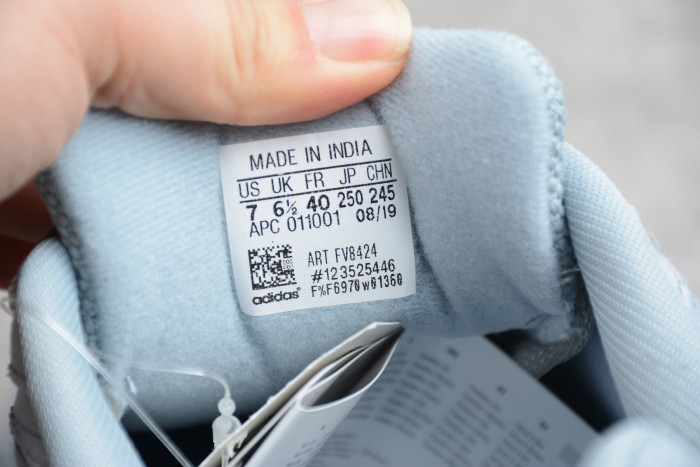 MADE IN INDIA
US UK FR JP CHN
7 6½ 40 250 245
APC 011001 08/19
ART FV8424
#123525446
F%F6970w01360
adidas